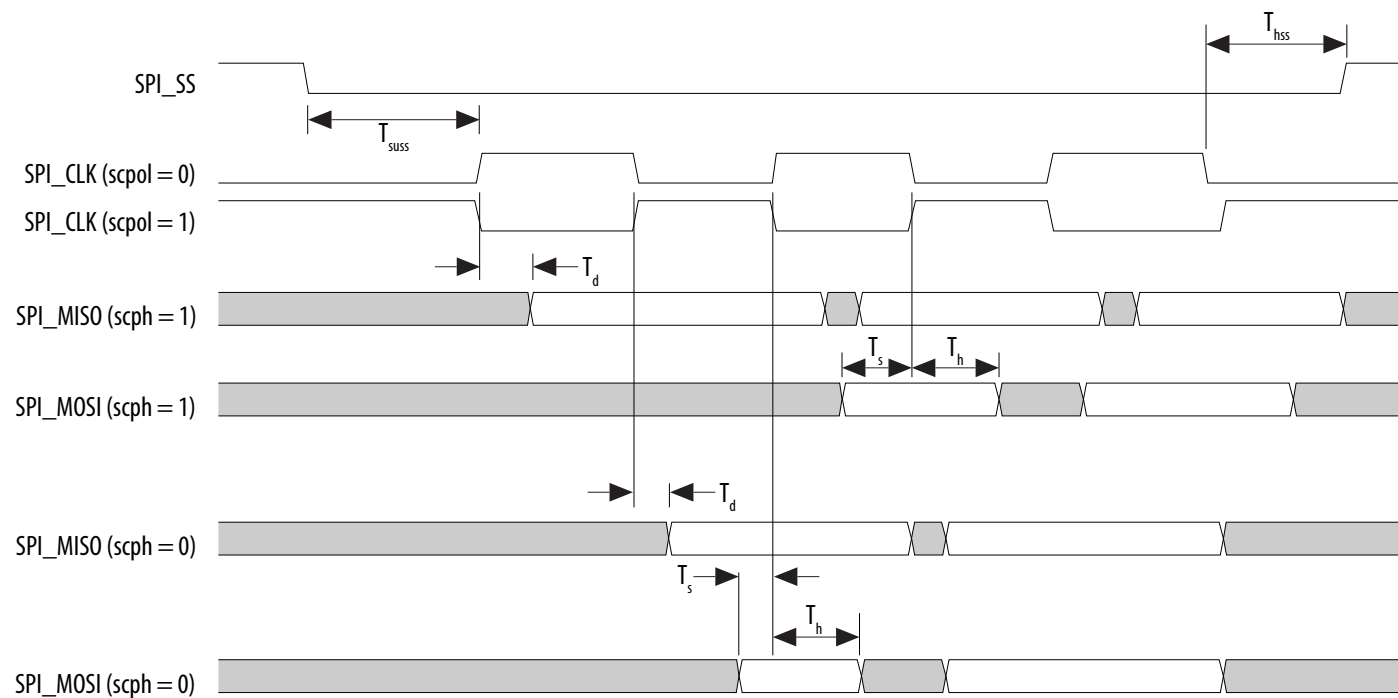 T_hss
SPI_SS
T_suss
SPI_CLK (scpol = 0)
SPI_CLK (scpol = 1)
T_d
SPI_MISO (scph = 1)
T_s
T_h
SPI_MOSI (scph = 1)
T_d
SPI_MISO (scph = 0)
T_s
T_h
SPI_MOSI (scph = 0)